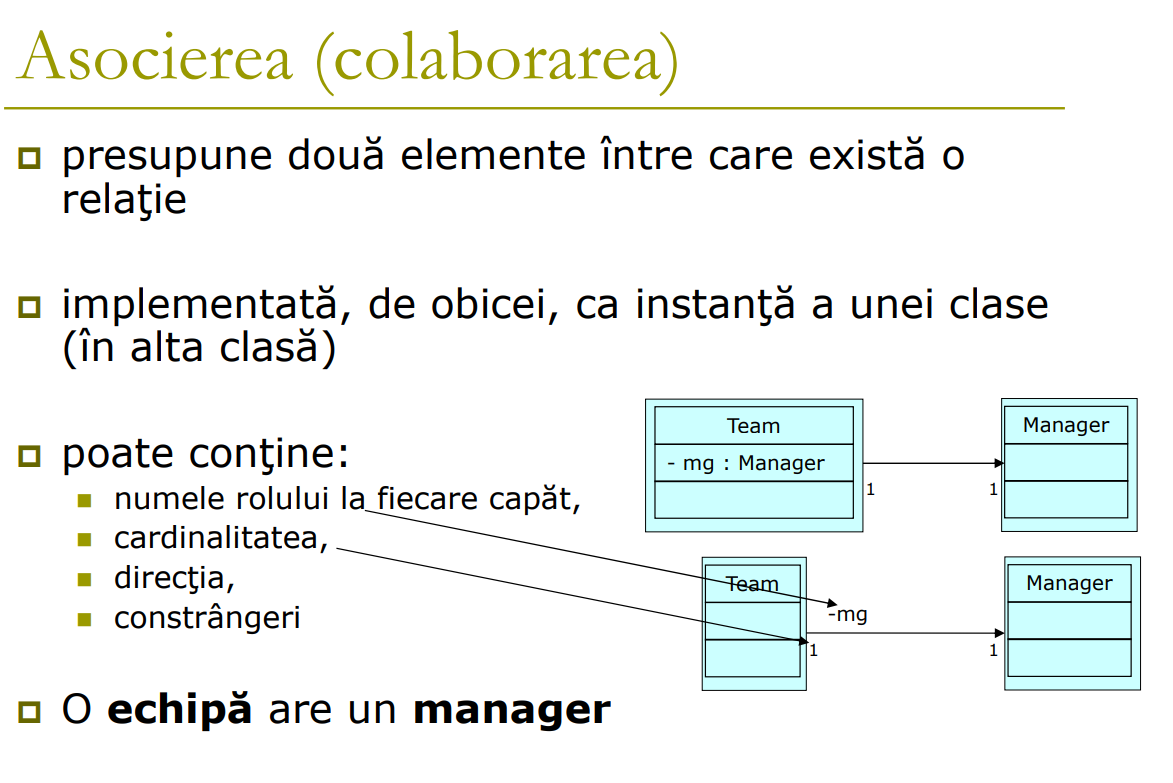 Asocierea (colaborarea)
presupune două elemente între care există o
relaţie
implementată, de obicei, ca instanţă a unei clase
(în alta clasă)
poate conţine:
numele rolului la fiecare capăt,
cardinalitatea,
direcţia,
constrângeri
O echipă are un manager
Team
- mg : Manager
1
1
Manager
Team
-mg
1
1
Manager